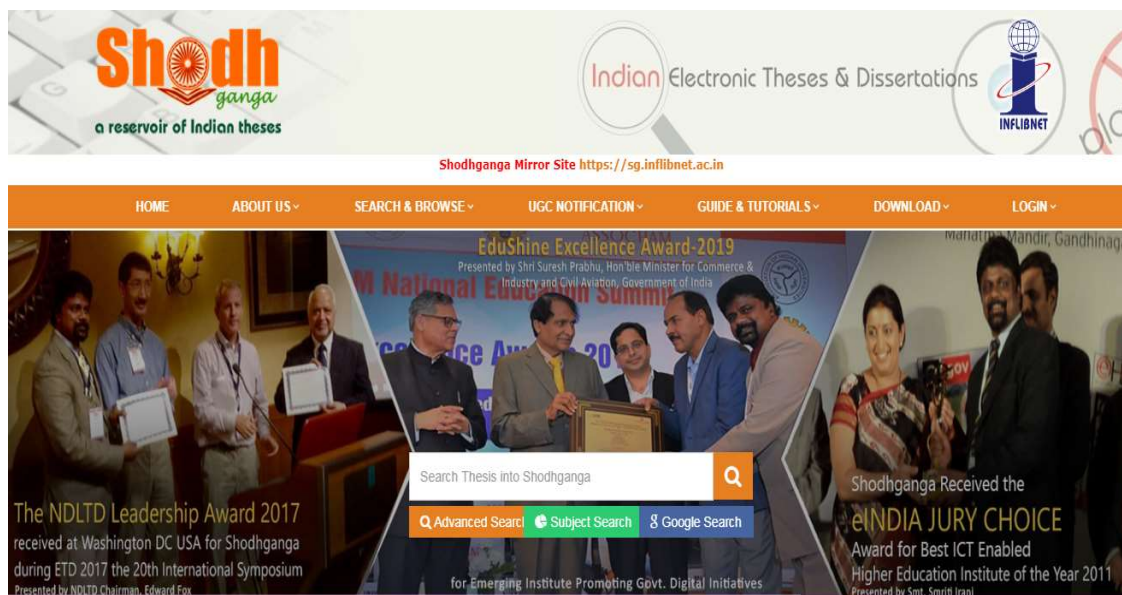 Shodh
ganga
a reservoir of Indian theses
Indian Electronic Theses & Dissertations
INFLIBNET
Shodhganga Mirror Site https://sg.inflibnet.ac.in
HOME ABOUT US SEARCH & BROWSE UGC NOTIFICATION GUIDE & TUTORIALS DOWNLOAD LOGIN
ASSOCHAM
EduShine Excellence Award-2019
Presented by Shri Suresh Prabhu, Hon'ble Minister for Commerce &
Industry and Civil Aviation, Government of India
M National Education Summit
Mahatma Mandir, Gandhinag
Search Thesis into Shodhganga
Advanced Searc Subject Search Google Search
The NDLTD Leadership Award 2017
received at Washington DC USA for Shodhganga
during ETD 2017 the 20th International Symposium
Presented by NDLTD Chairman, Edward Fox
for Emerging Institute Promoting Govt. Digital Initiatives
Shodhganga Received the
eINDIA JURY CHOICE
Award for Best ICT Enabled
Higher Education Institute of the Year 2011
Presented by Smt. Smriti Irani